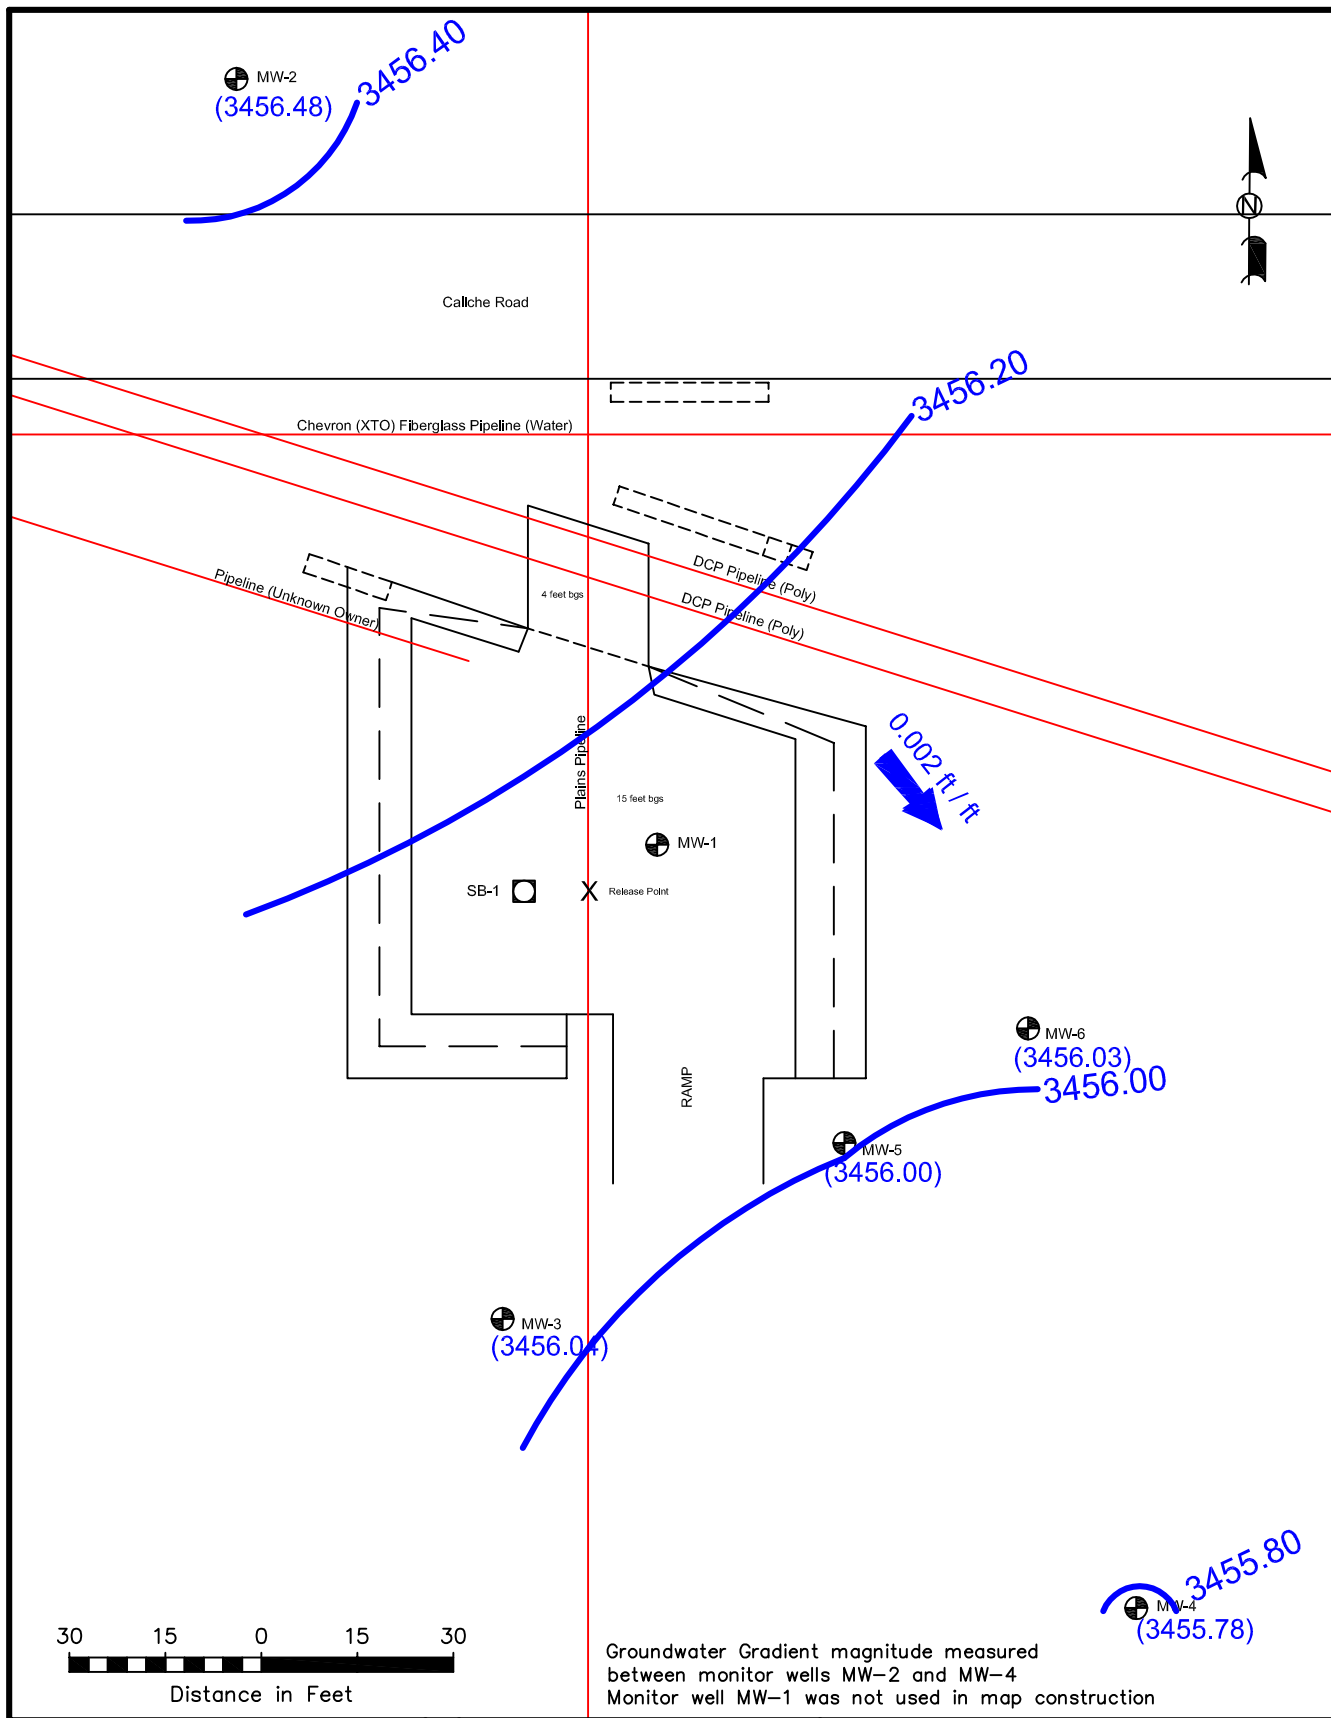 3456.40
MW-2
(3456.48)
N
Caliche Road
3456.20
Chevron (XTO) Fiberglass Pipeline (Water)
DCP Pipeline (Poly)
Pipeline (Unknown Owner)
4 feet bgs
DCP Pipeline (Poly)
0.002 ft / ft
Plains Pipeline
15 feet bgs
MW-1
SB-1
X
Release Point
MW-6
(3456.03)
3456.00
RAMP
MW-5
(3456.00)
MW-3
(3456.04)
3455.80
MW-4
(3455.78)
30 15 0 15 30
Distance in Feet
Groundwater Gradient magnitude measured
between monitor wells MW-2 and MW-4
Monitor well MW-1 was not used in map construction